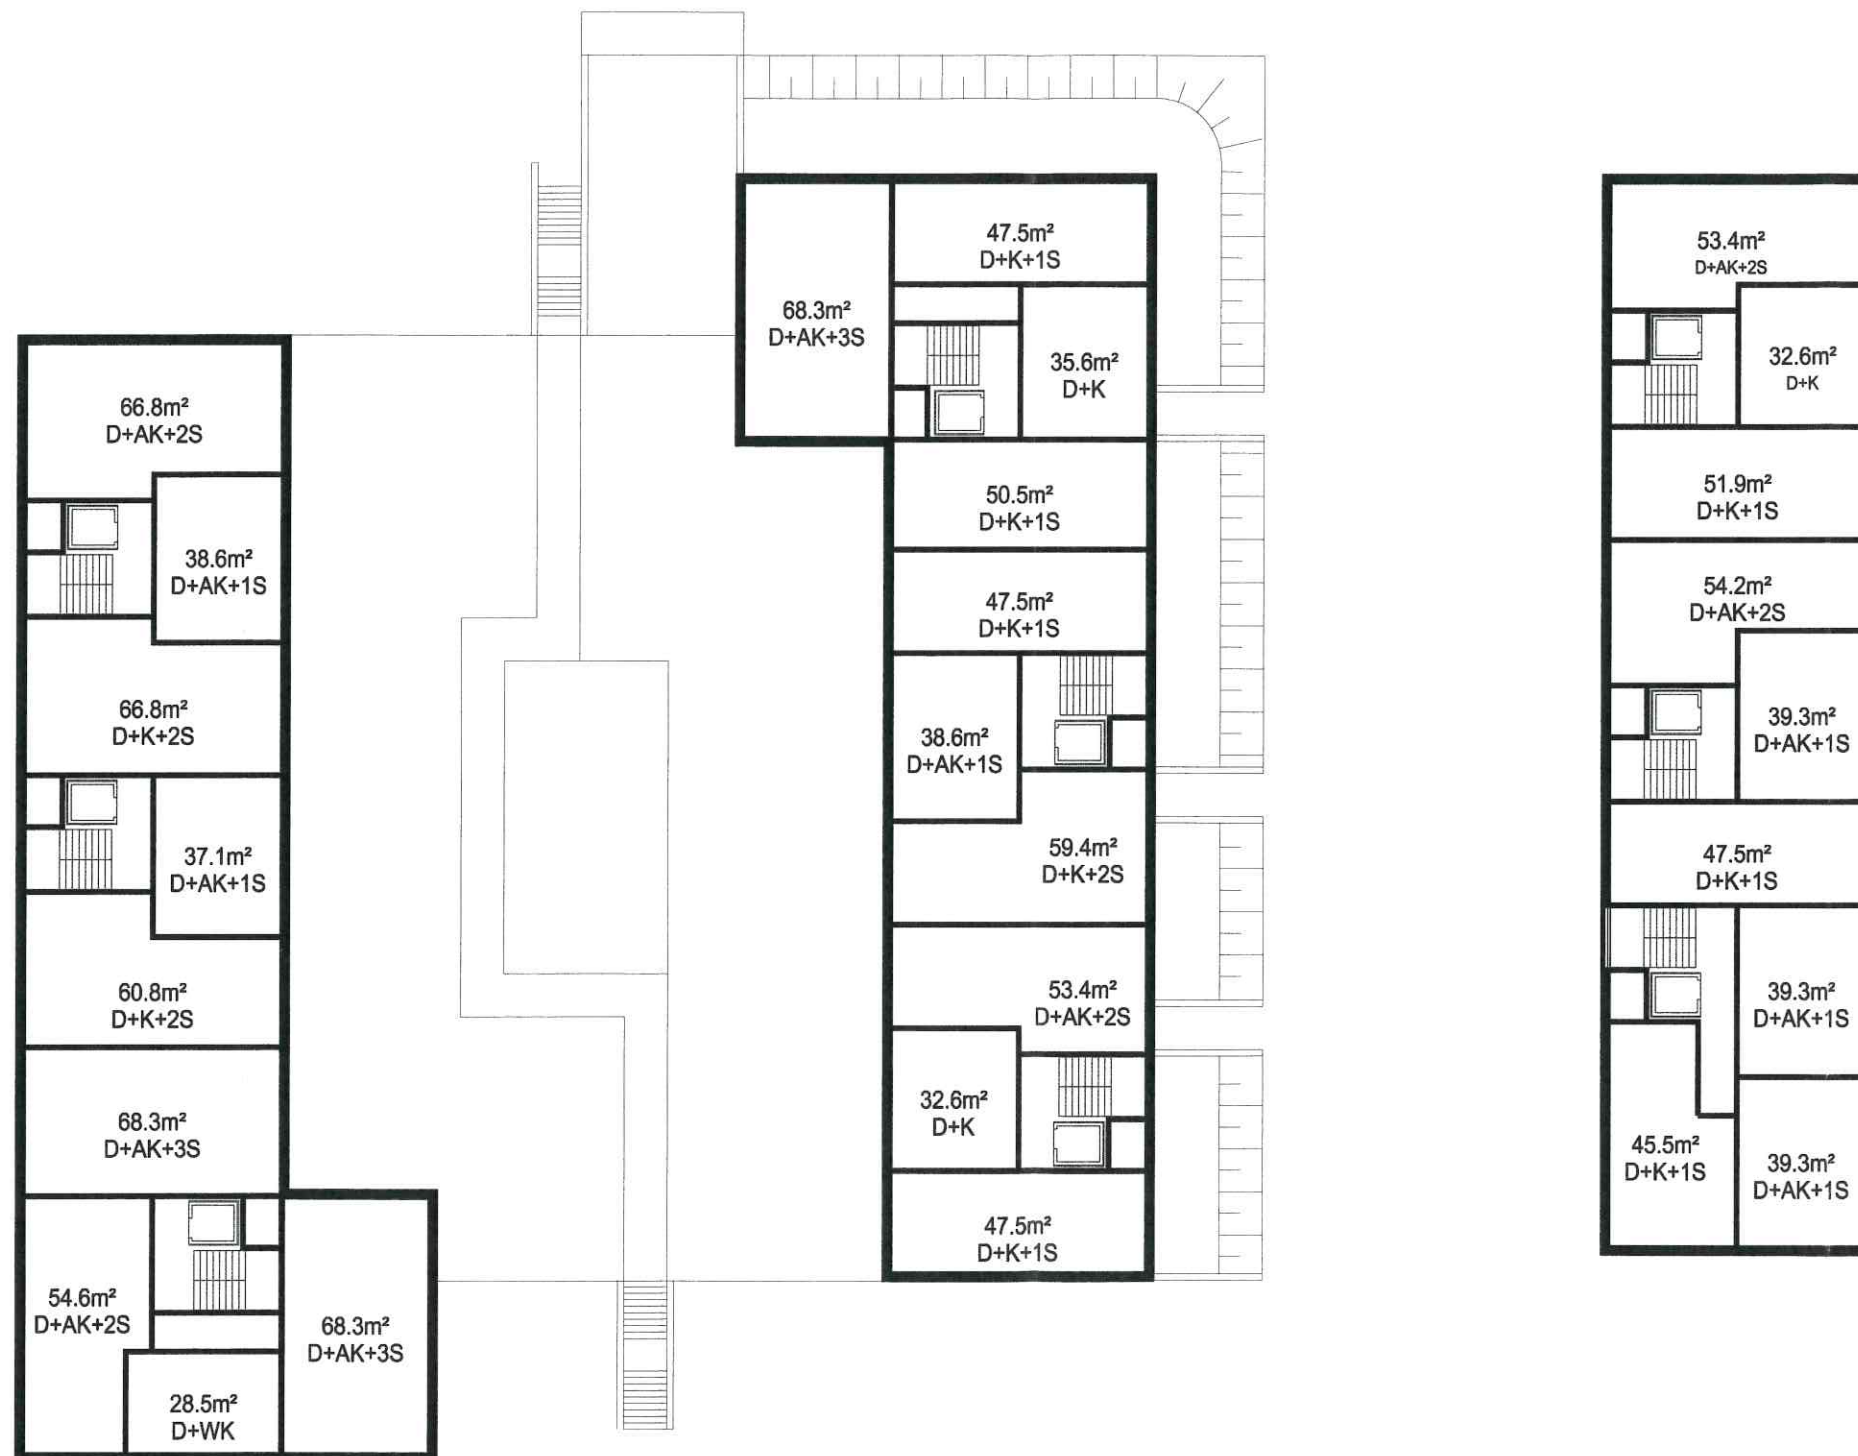 66.8m²
D+AK+2S
38.6m²
D+AK+1S
66.8m²
D+K+2S
37.1m²
D+AK+1S
60.8m²
D+K+2S
68.3m²
D+AK+3S
54.6m²
D+AK+2S
28.5m²
D+WK
68.3m²
D+AK+3S
68.3m²
D+AK+3S
47.5m²
D+K+1S
35.6m²
D+K
50.5m²
D+K+1S
47.5m²
D+K+1S
38.6m²
D+AK+1S
59.4m²
D+K+2S
53.4m²
D+AK+2S
32.6m²
D+K
47.5m²
D+K+1S
53.4m²
D+AK+2S
32.6m²
D+K
51.9m²
D+K+1S
54.2m²
D+AK+2S
39.3m²
D+AK+1S
47.5m²
D+K+1S
39.3m²
D+AK+1S
45.5m²
D+K+1S
39.3m²
D+AK+1S